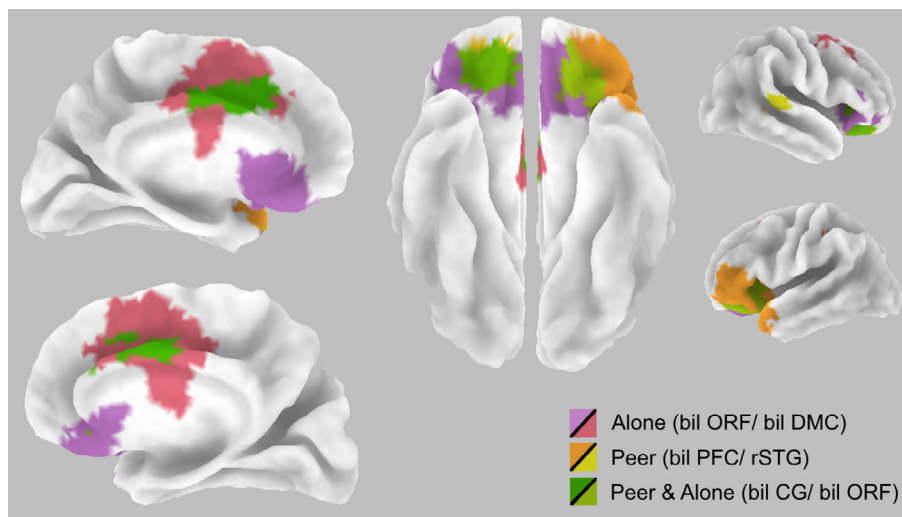 Alone (bil ORF/ bil DMC)
Peer (bil PFC/ rSTG)
Peer & Alone (bil CG/ bil ORF)